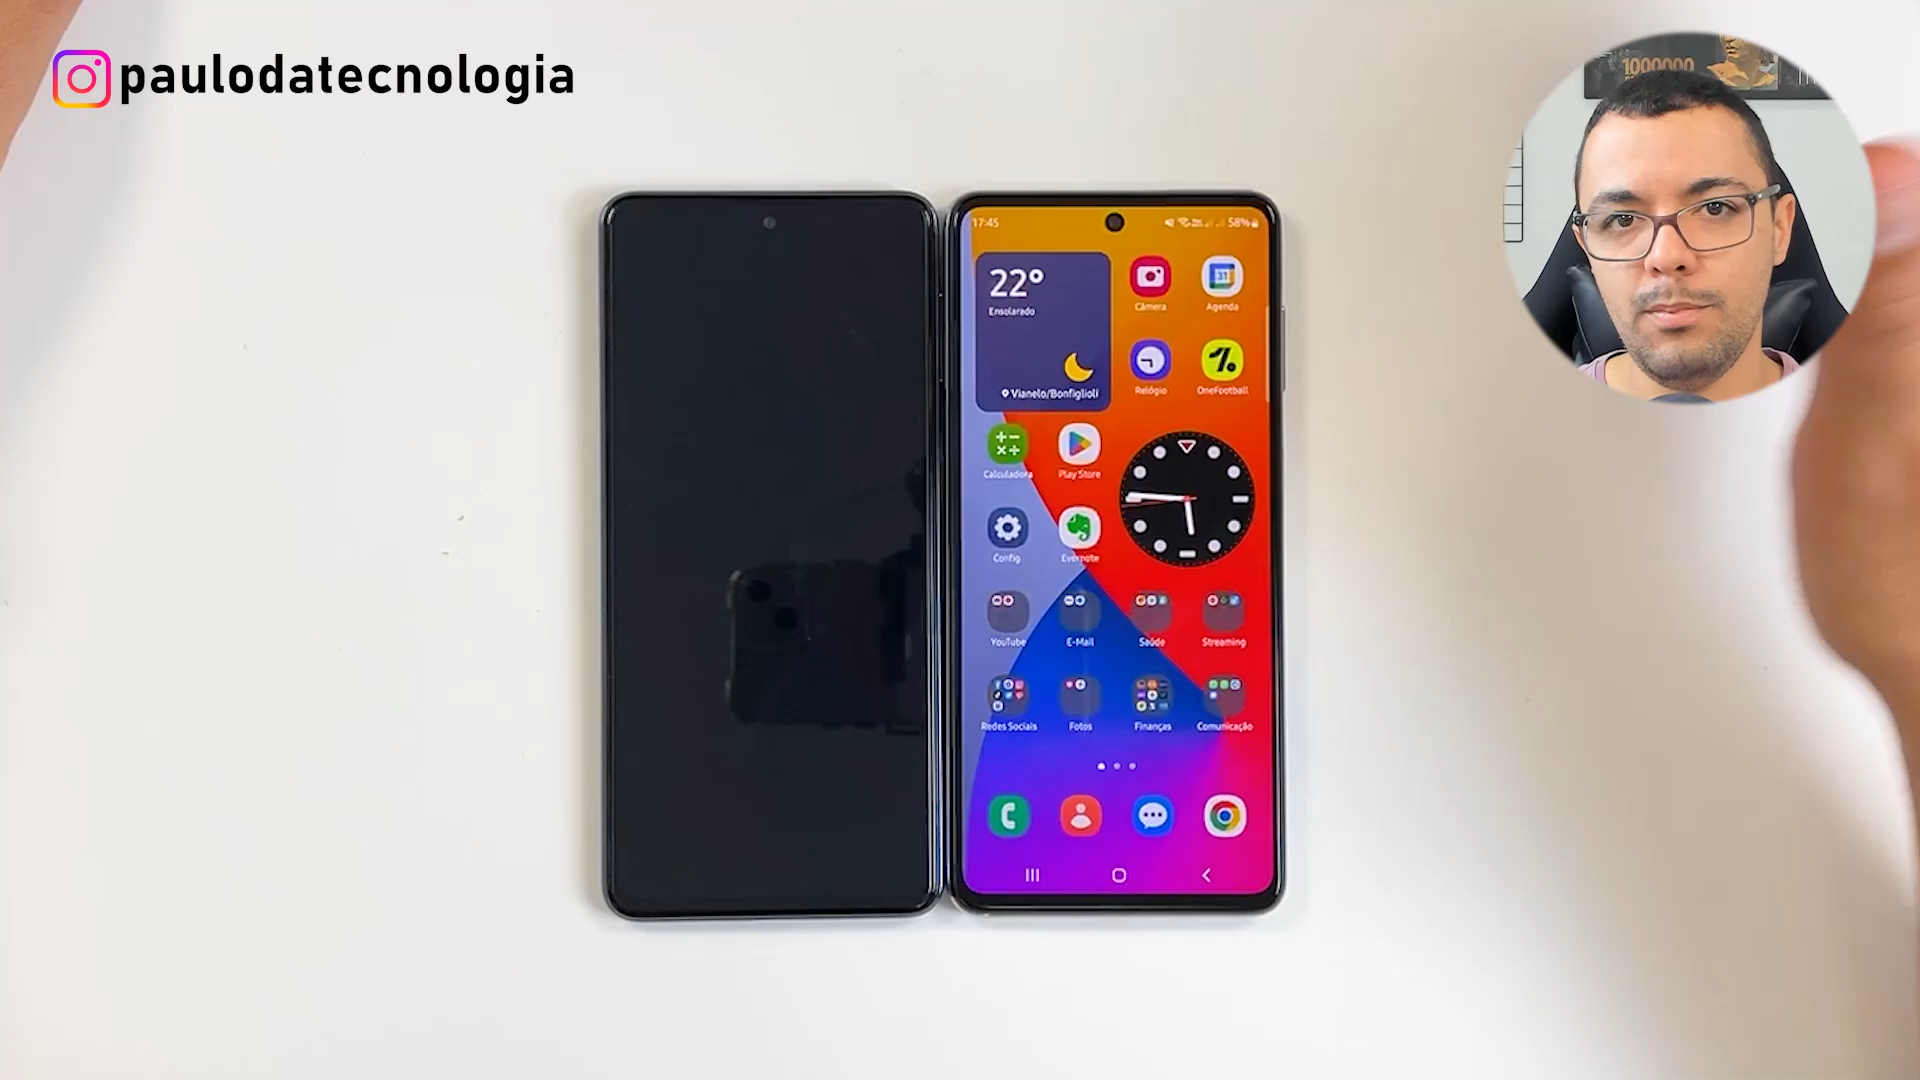 paulodatecnologia
1000000
17:45
58%
22°
Ensolarado
Vianelo/Bonfiglioli
Câmera
Agenda
31
Relógio
OneFootball
Calculadora
Play Store
Config
Evernote
YouTube
E-Mail
Saúde
Streaming
Redes Sociais
Fotos
Finanças
Comunicação